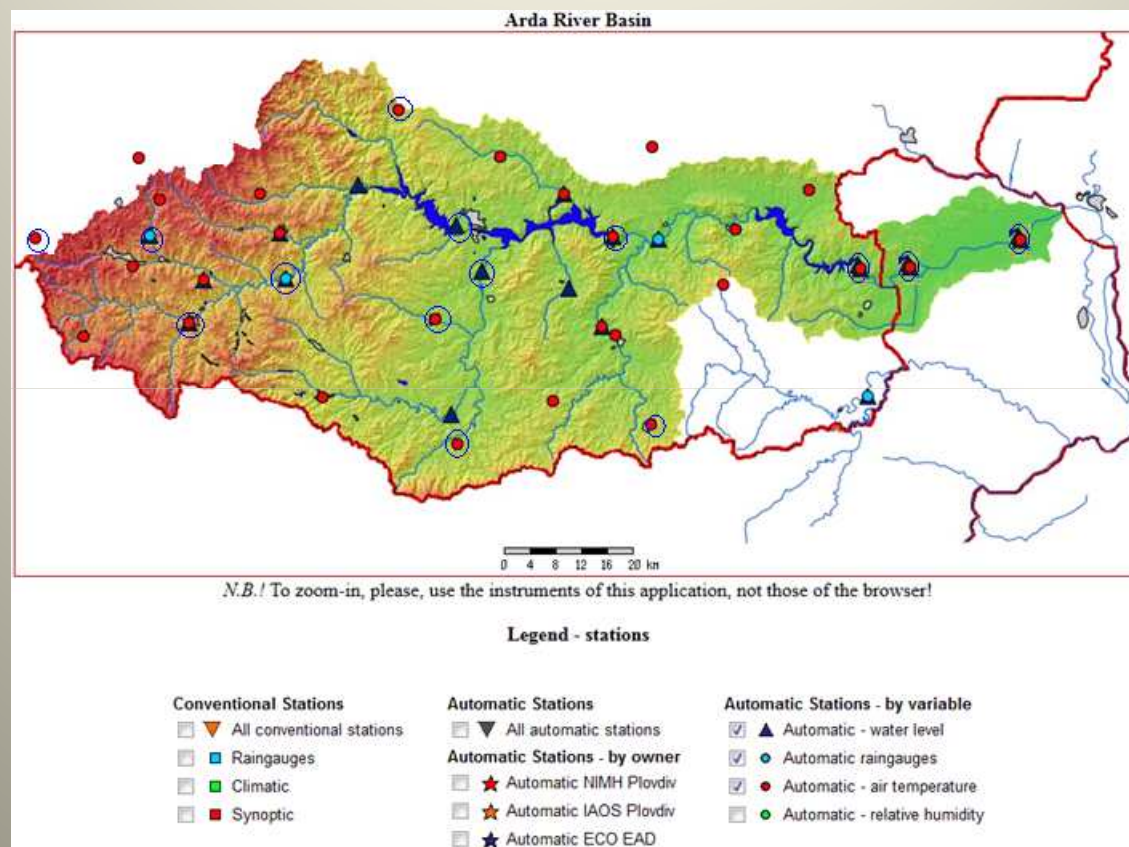 Arda River Basin
0 4 8 12 16 20 km
N.B.! To zoom-in, please, use the instruments of this application, not those of the browser!
Legend - stations
Conventional Stations
All conventional stations
Raingauges
Climatic
Synoptic
Automatic Stations
All automatic stations
Automatic Stations - by owner
Automatic NIMH Plovdiv
Automatic IAOS Plovdiv
Automatic ECO EAD
Automatic Stations - by variable
Automatic - water level
Automatic raingauges
Automatic - air temperature
Automatic - relative humidity